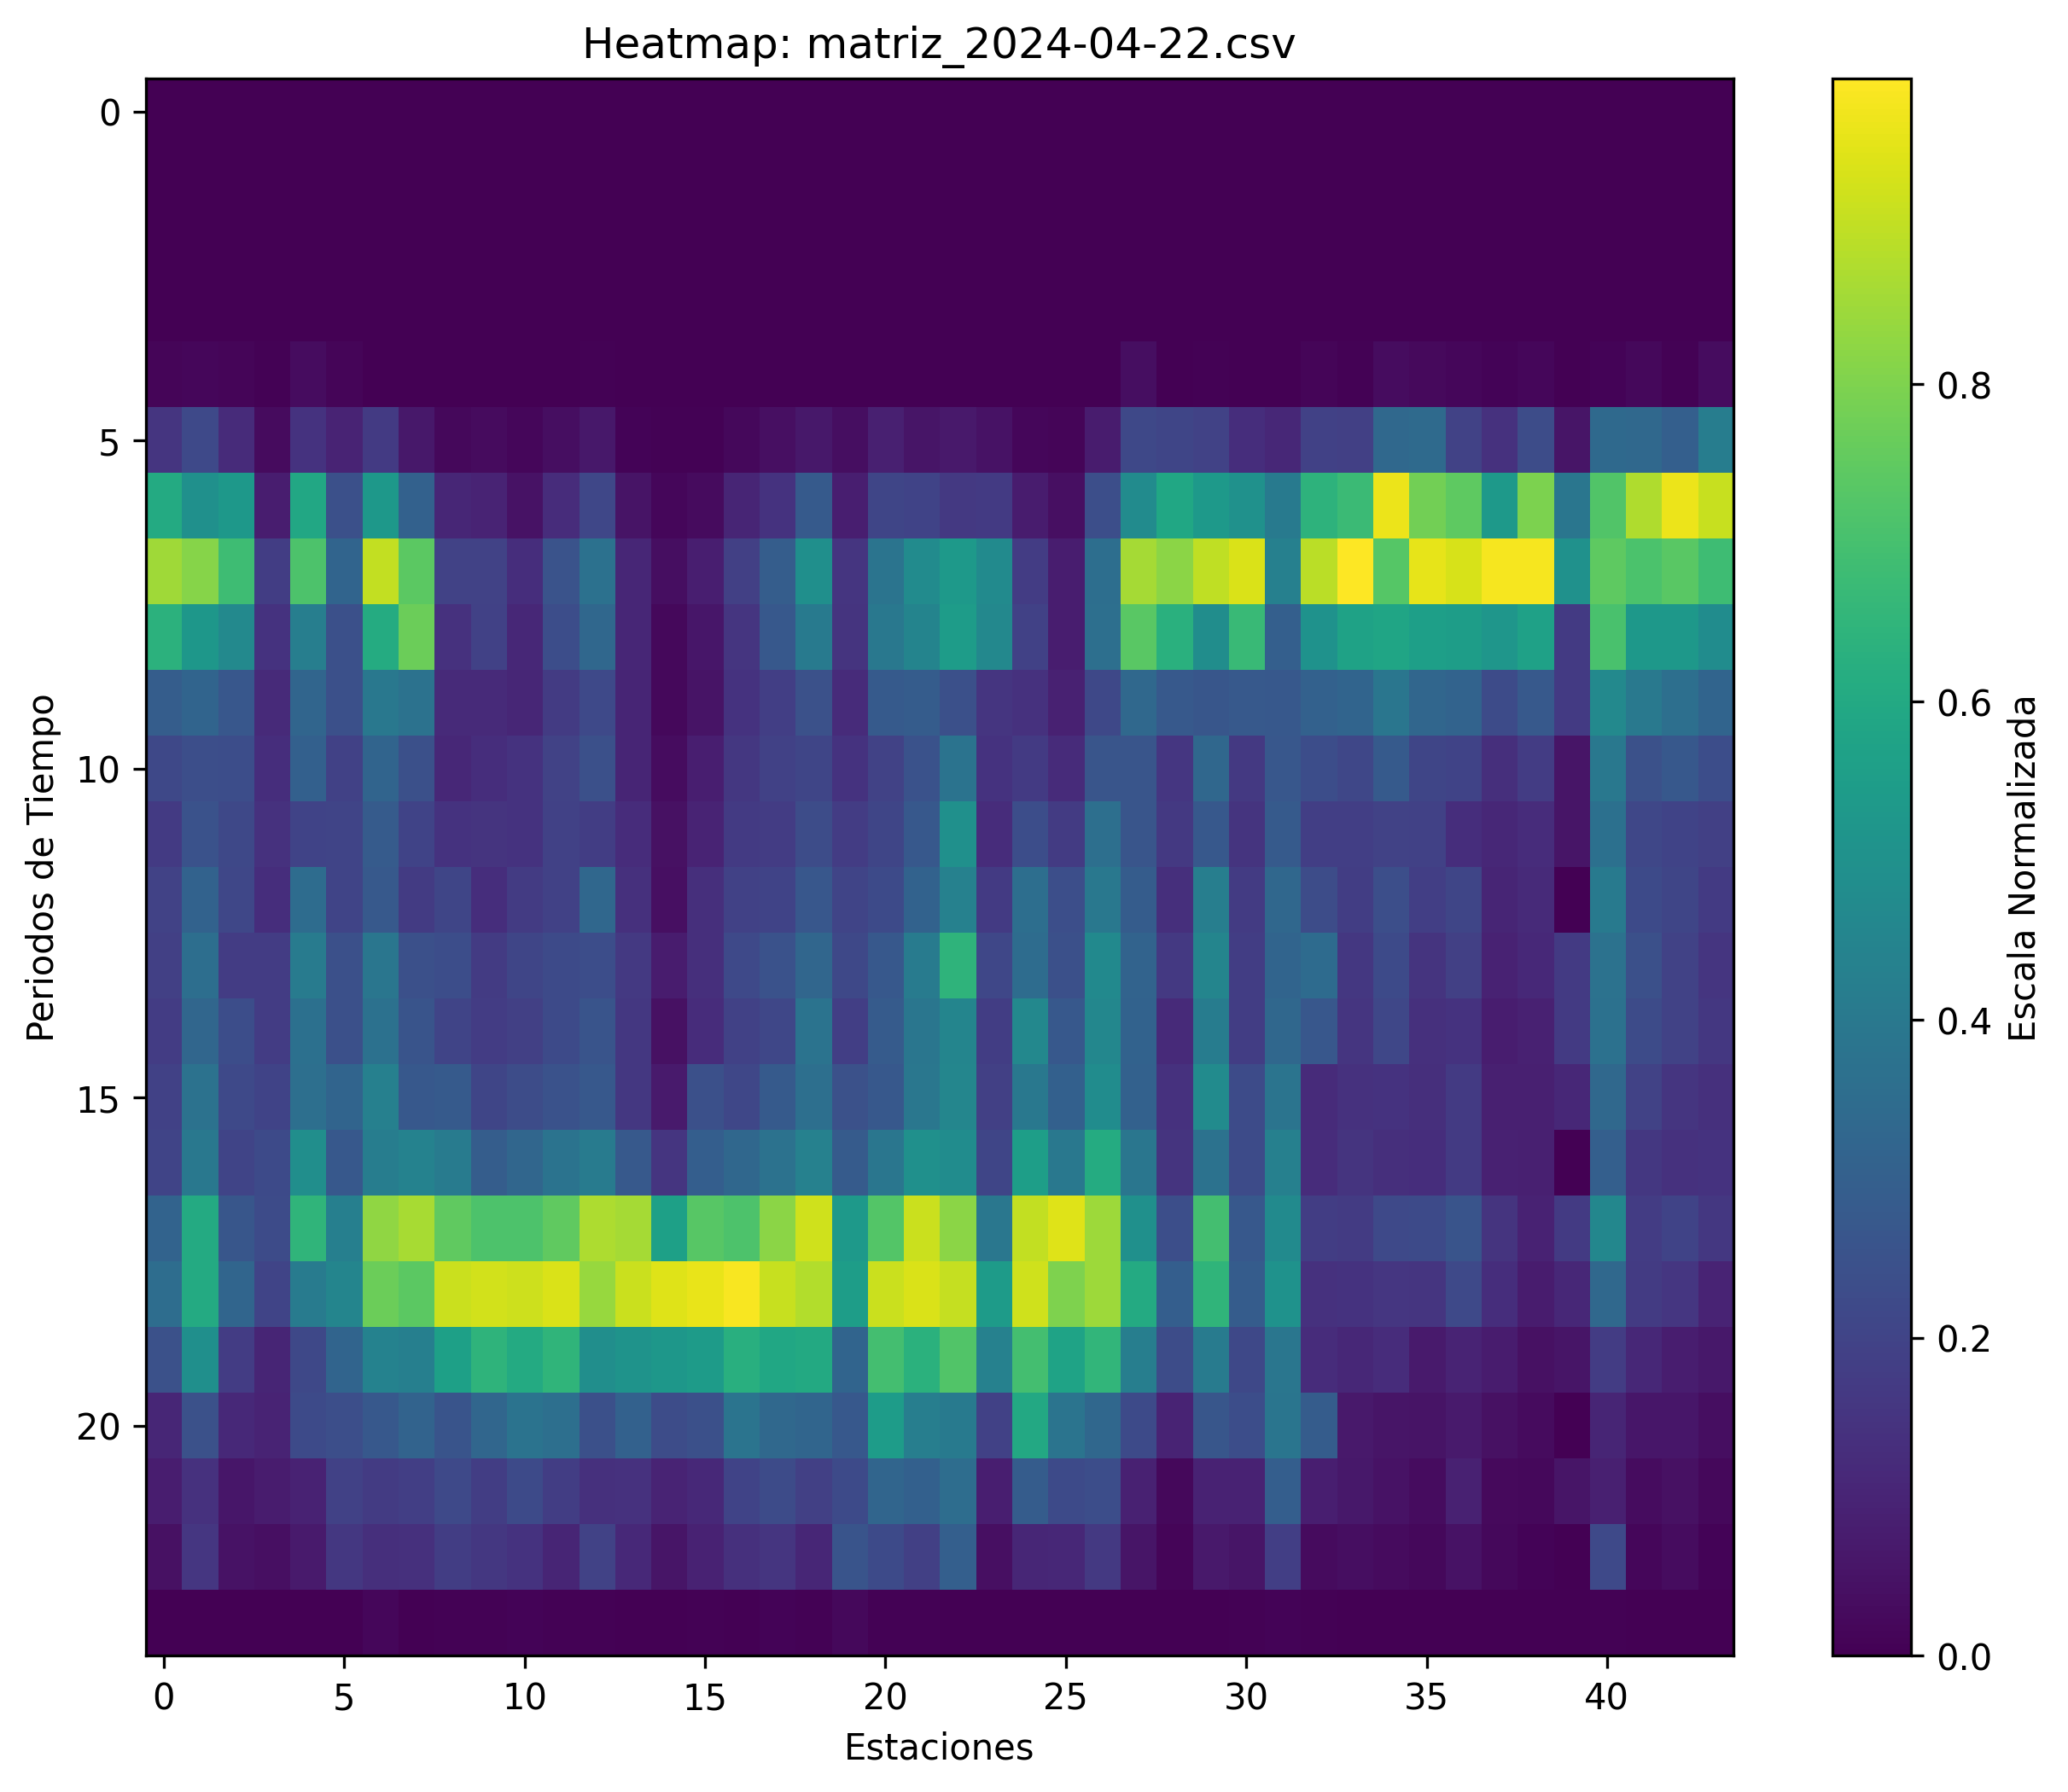 Heatmap: matriz_2024-04-22.csv
Periodos de Tiempo
0
5
10
15
20
0 5 10 15 20 25 30 35 40
Estaciones
0.8
0.6
0.4
0.2
0.0
Escala Normalizada